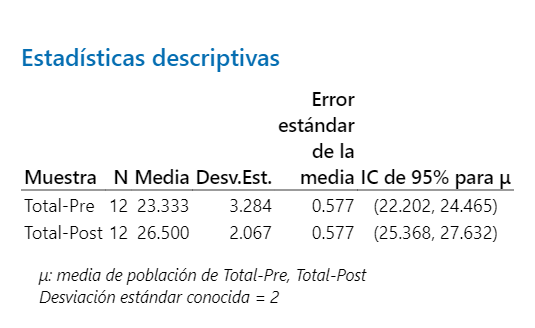 Estadísticas descriptivas
Error
estándar
de la
Muestra N Media Desv.Est. media IC de 95% para μ
Total-Pre 12 23.333 3.284 0.577 (22.202, 24.465)
Total-Post 12 26.500 2.067 0.577 (25.368, 27.632)
μ: media de población de Total-Pre, Total-Post
Desviación estándar conocida = 2